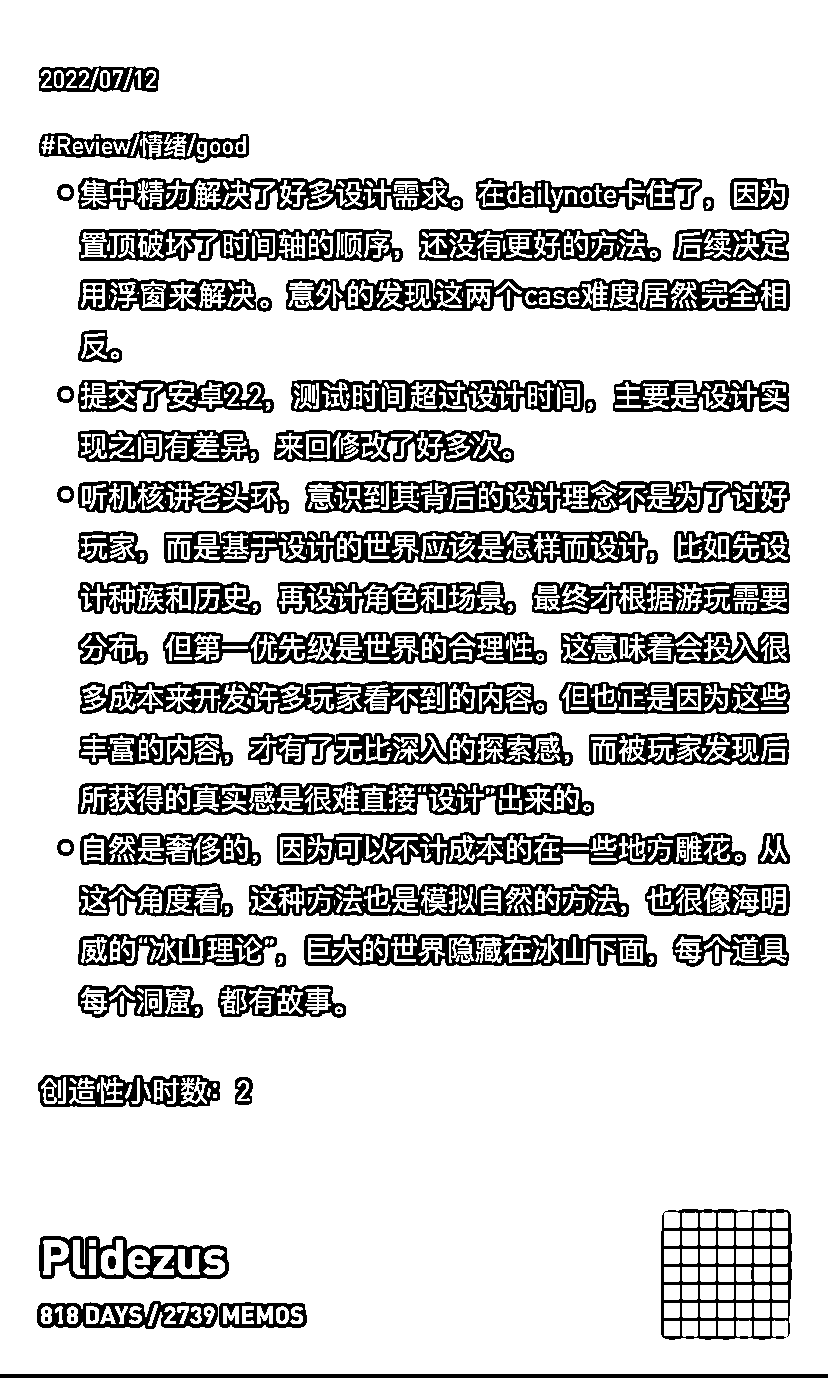 2022/07/12
#Review/情绪/good
集中精力解决了好多设计需求。在dailynote卡住了，因为
置顶破坏了时间轴的顺序，还没有更好的方法。后续决定
用浮窗来解决。意外的发现这两个case难度居然完全相
反。
提交了安卓2.2，测试时间超过设计时间，主要是设计实
现之间有差异，来回修改了好多次。
听机核讲老头环，意识到其背后的设计理念不是为了讨好
玩家，而是基于设计的世界应该是怎样而设计，比如先设
计种族和历史，再设计角色和场景，最终才根据游玩需要
分布，但第一优先级是世界的合理性。这意味着会投入很
多成本来开发许多玩家看不到的内容。但也正是因为这些
丰富的内容，才有了无比深入的探索感，而被玩家发现后
所获得的真实感是很难直接“设计”出来的。
自然是奢侈的，因为可以不计成本的在一些地方雕花。从
这个角度看，这种方法也是模拟自然的方法，也很像海明
威的“冰山理论”，巨大的世界隐藏在冰山下面，每个道具
每个洞窟，都有故事。
创造性小时数：2
Plidezus
818 DAYS / 2739 MEMOS